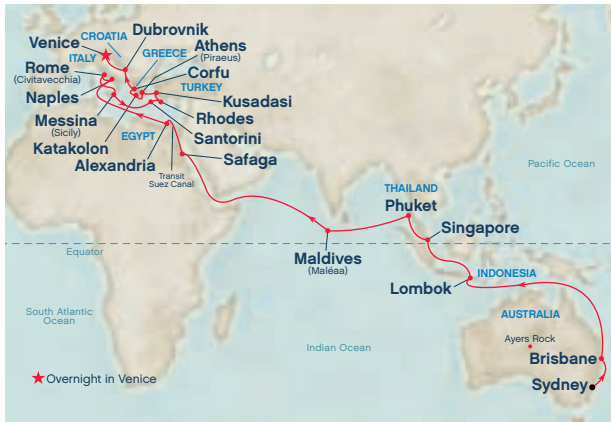 CROATIA
Dubrovnik
Venice
ITALY
GREECE
Athens
(Piraeus)
Rome
(Civitavecchia)
Corfu
TURKEY
Naples
Kusadasi
Messina
(Sicily)
Rhodes
EGYPT
Santorini
Katakolon
Alexandria
Safaga
Transit
Suez Canal
Pacific Ocean
THAILAND
Phuket
Singapore
Equator
Maldives
(Maléaa)
INDONESIA
Lombok
South Atlantic
Ocean
AUSTRALIA
Ayers Rock
Indian Ocean
Brisbane
Overnight in Venice
Sydney